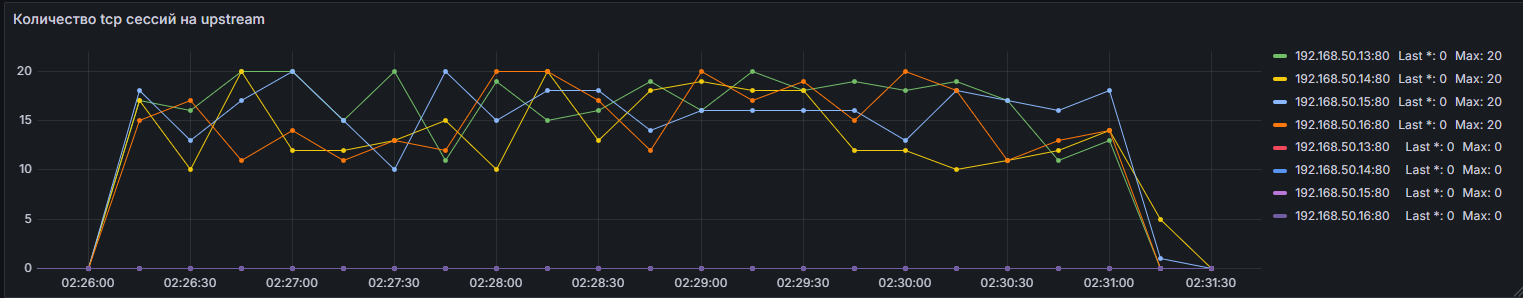 Количество tcp сессий на upstream
20
15
10
5
0
02:26:00 02:26:30 02:27:00 02:27:30 02:28:00 02:28:30 02:29:00 02:29:30 02:30:00 02:30:30 02:31:00 02:31:30
192.168.50.13:80 Last *: 0 Max: 20
192.168.50.14:80 Last *: 0 Max: 20
192.168.50.15:80 Last *: 0 Max: 20
192.168.50.16:80 Last *: 0 Max: 20
192.168.50.13:80 Last *: 0 Max: 0
192.168.50.14:80 Last *: 0 Max: 0
192.168.50.15:80 Last *: 0 Max: 0
192.168.50.16:80 Last *: 0 Max: 0